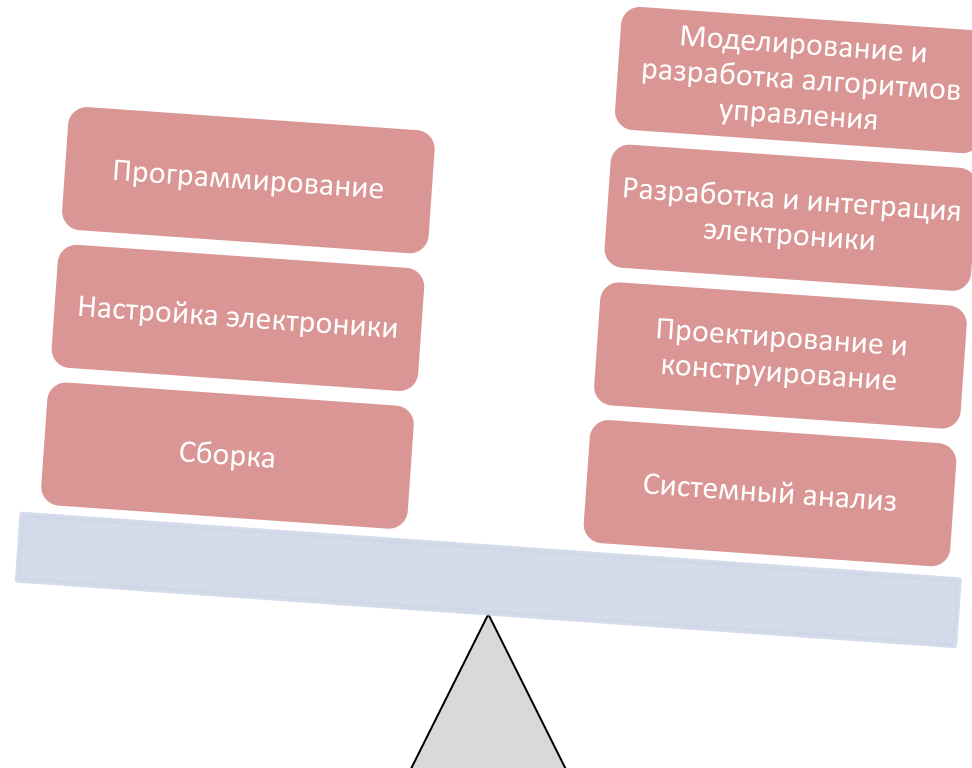 Программирование
Настройка электроники
Сборка
Моделирование и
разработка алгоритмов
управления
Разработка и интеграция
электроники
Проектирование и
конструирование
Системный анализ